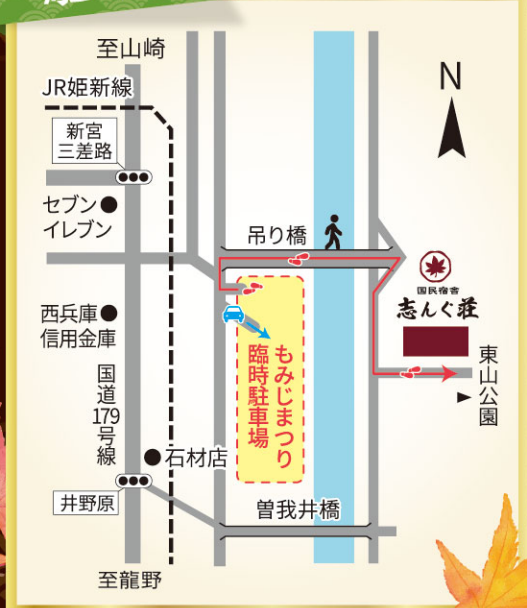 至山崎
JR姫新線
N
新宮
三差路
セブン
イレブン
吊り橋
国民宿舎
志んぐ荘
西兵庫
信用金庫
もみじまつり
臨時駐車場
東山公園
国道179号線
石材店
井野原
曽我井橋
至龍野